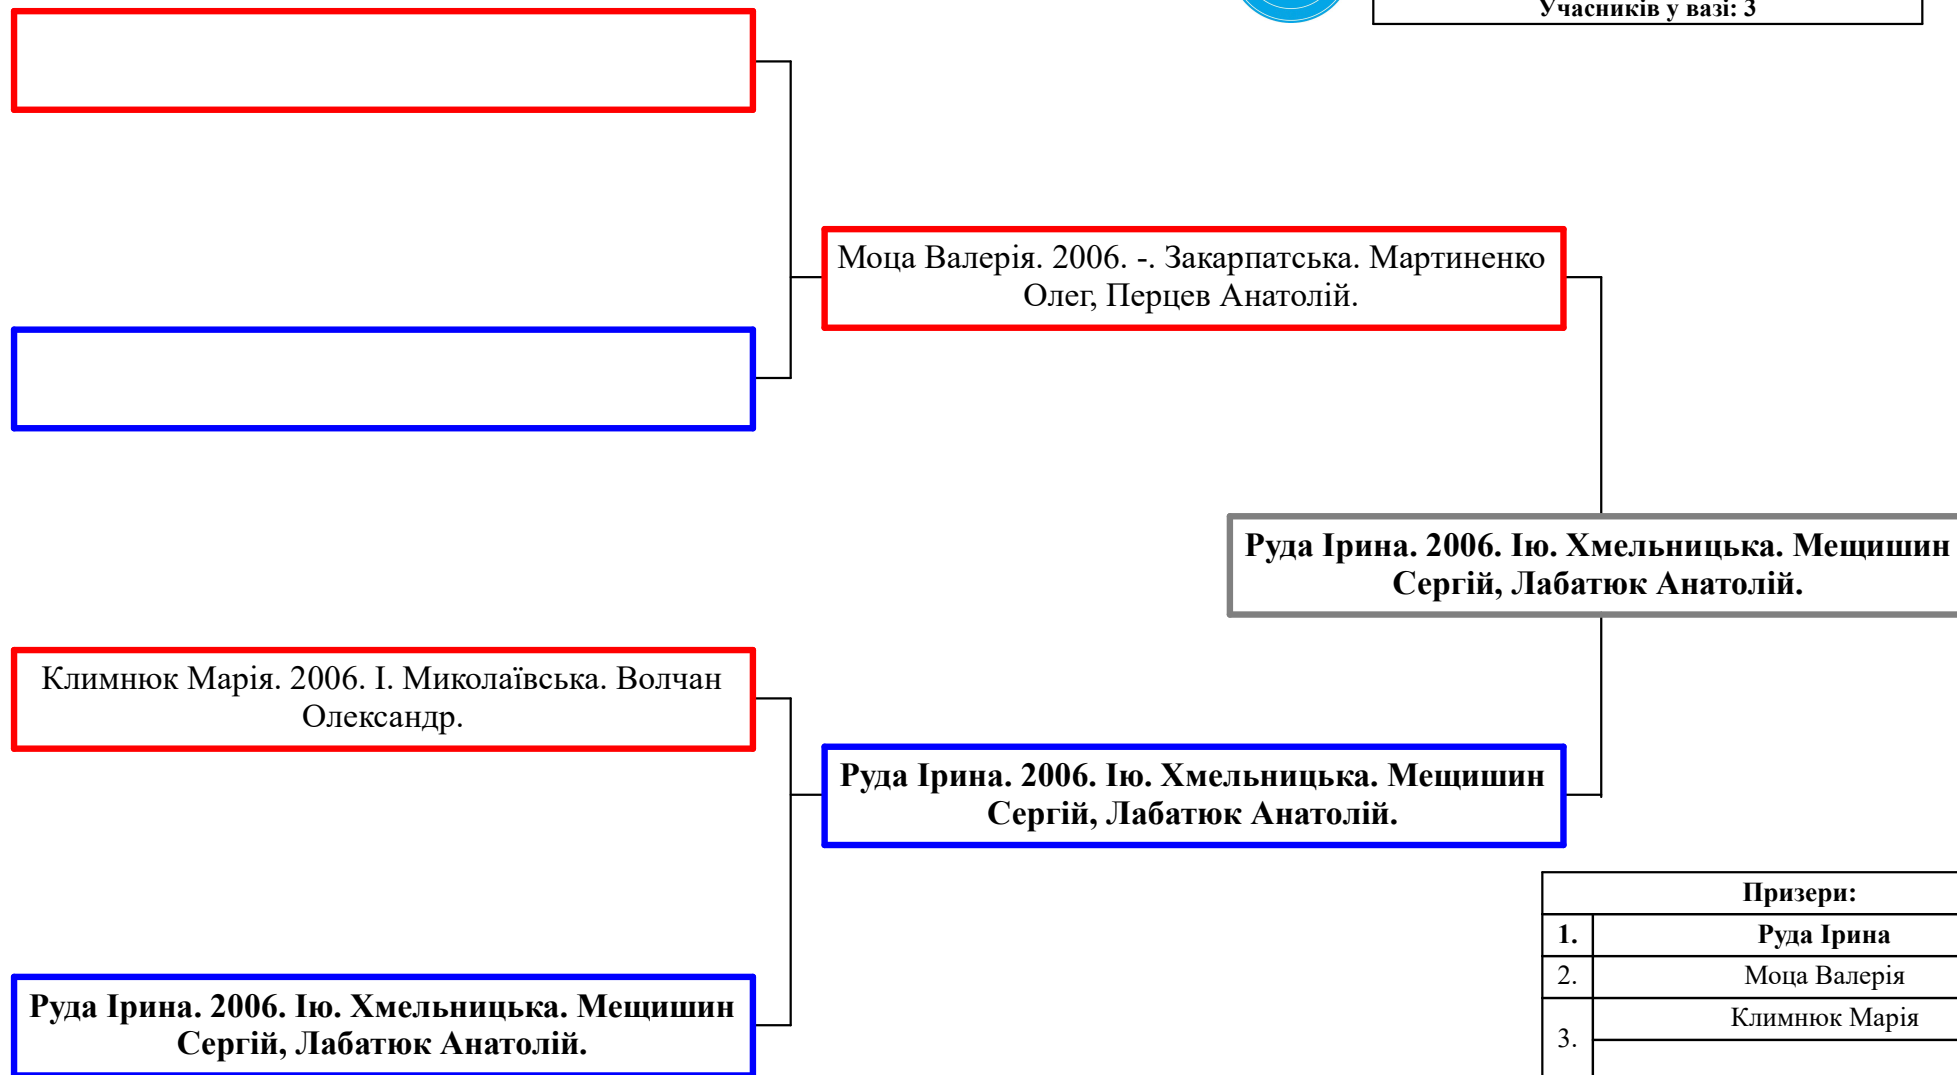 Учасників у вазі: 3
Моца Валерія. 2006. -. Закарпатська. Мартиненко
Олег, Перцев Анатолій.
Руда Ірина. 2006. Ію. Хмельницька. Мещишин
Сергій, Лабатюк Анатолій.
Климнюк Марія. 2006. І. Миколаївська. Волчан
Олександр.
Руда Ірина. 2006. Ію. Хмельницька. Мещишин
Сергій, Лабатюк Анатолій.
Руда Ірина. 2006. Ію. Хмельницька. Мещишин
Сергій, Лабатюк Анатолій.
Призери:
1. Руда Ірина
2. Моца Валерія
3. Климнюк Марія